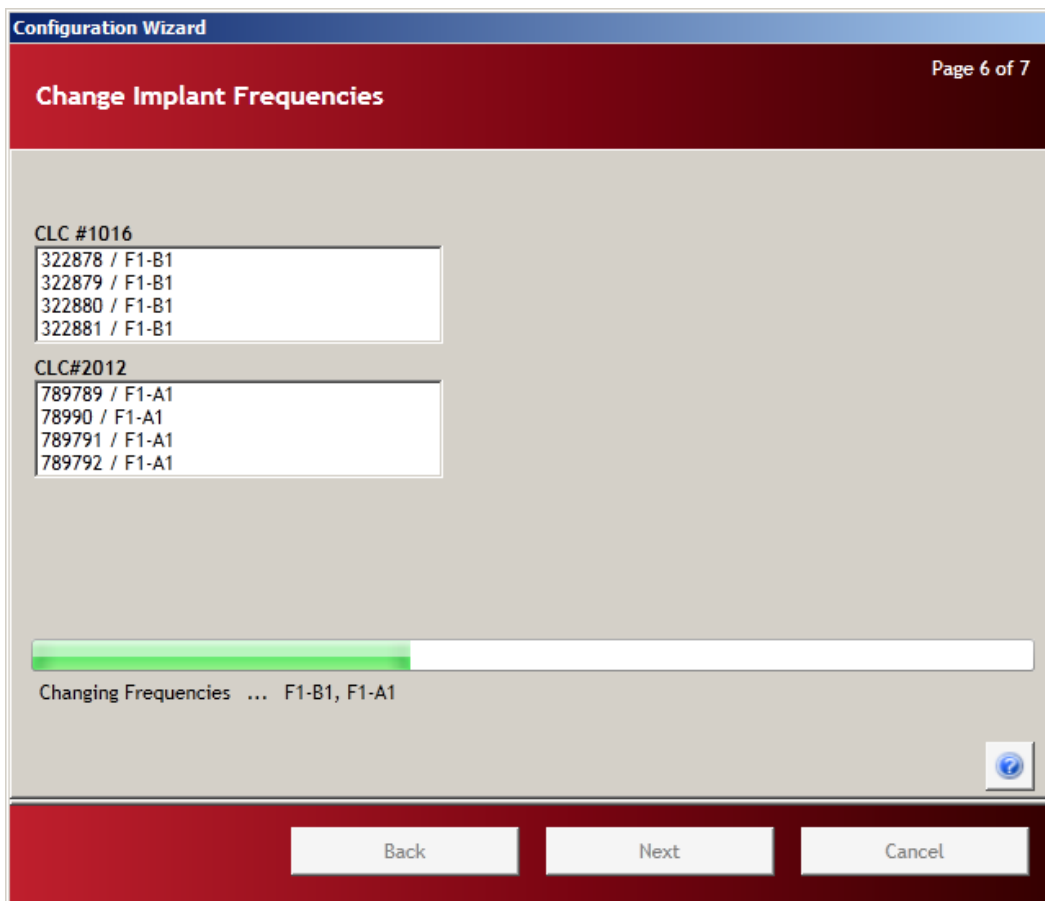 Configuration Wizard
Page 6 of 7
Change Implant Frequencies
CLC #1016
322878 / F1-B1
322879 / F1-B1
322880 / F1-B1
322881 / F1-B1
CLC#2012
789789 / F1-A1
78990 / F1-A1
789791 / F1-A1
789792 / F1-A1
Changing Frequencies ... F1-B1, F1-A1
?
Back Next Cancel